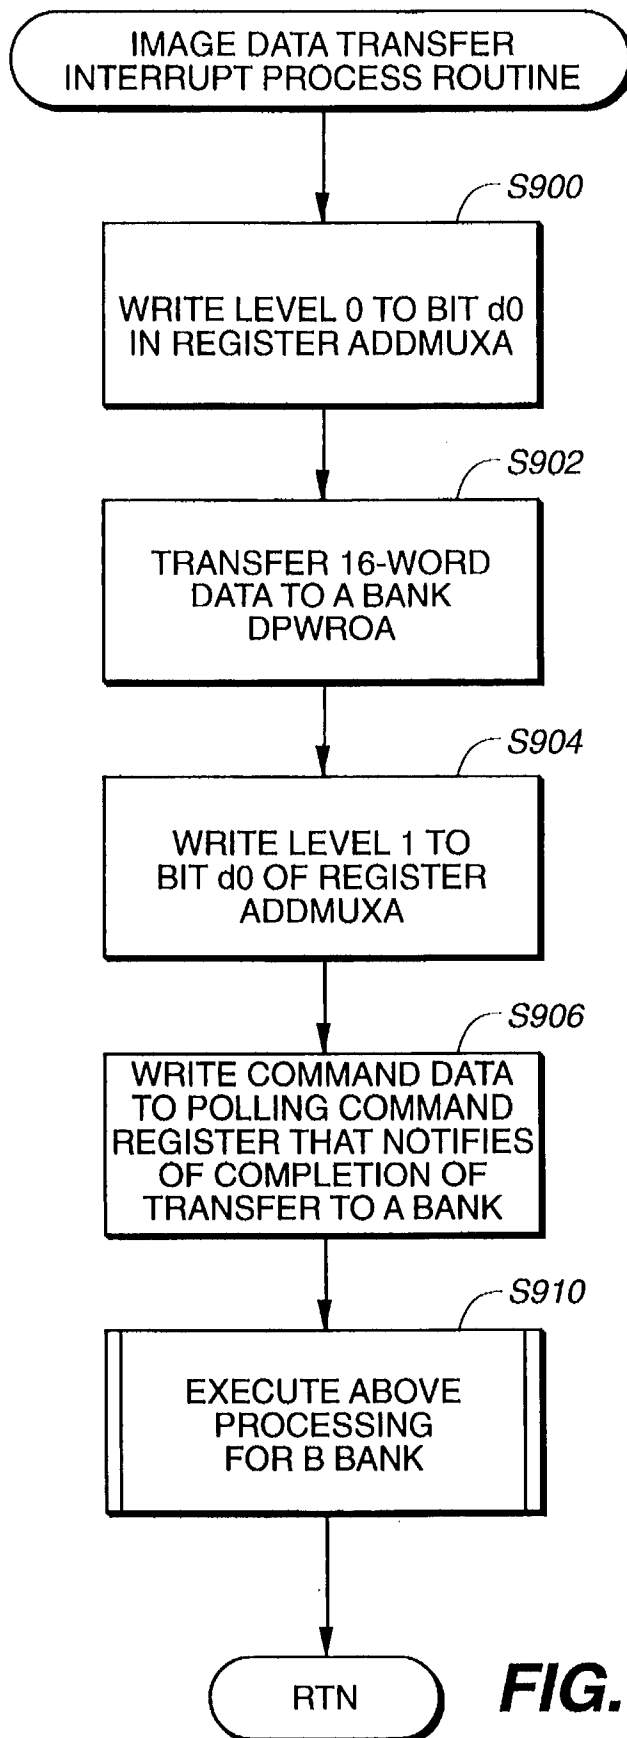 IMAGE DATA TRANSFER
INTERRUPT PROCESS ROUTINE
S900
WRITE LEVEL 0 TO BIT d0
IN REGISTER ADDMUXA
S902
TRANSFER 16-WORD
DATA TO A BANK
DPWROA
S904
WRITE LEVEL 1 TO
BIT d0 OF REGISTER
ADDMUXA
S906
WRITE COMMAND DATA
TO POLLING COMMAND
REGISTER THAT NOTIFIES
OF COMPLETION OF
TRANSFER TO A BANK
S910
EXECUTE ABOVE
PROCESSING
FOR B BANK
RTN
FIG.